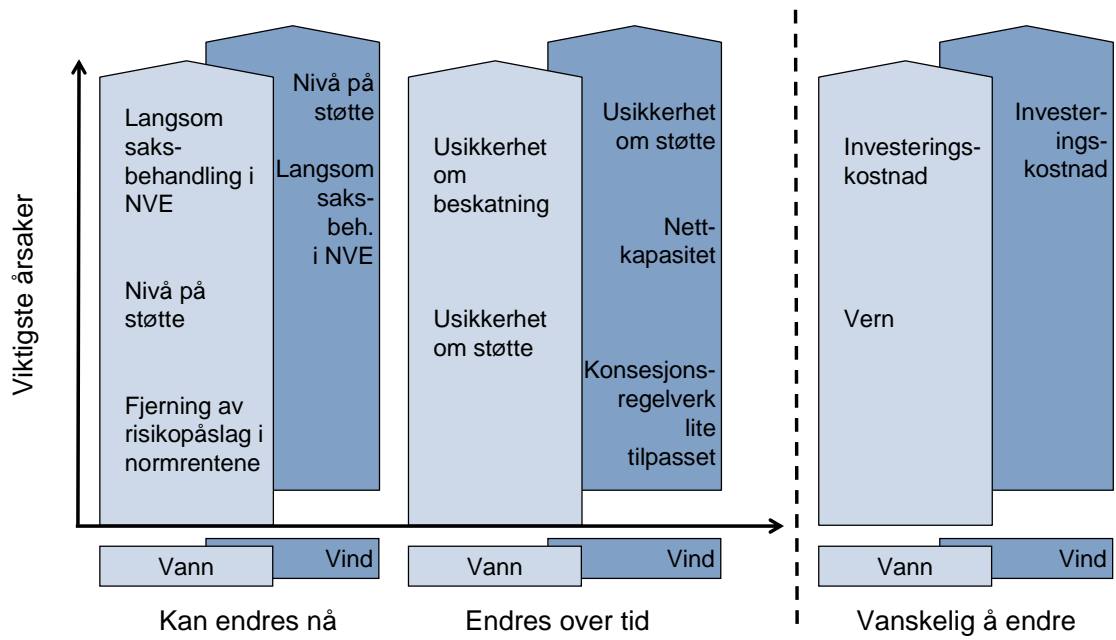 Viktigste årsaker
Langsom
saks-
behandling i
NVE
Nivå på
støtte
Fjerning av
risikopåslag i
normrentene
Nivå på
støtte
Langsom
saks-
beh.
i NVE
Vann
Vind
Kan endres nå
Usikkerhet
om
beskatning
Usikkerhet
om støtte
Usikkerhet
om støtte
Nett-
kapasitet
Konsesjons-
regelverk
lite
tilpasset
Vann
Vind
Endres over tid
Investerings-
kostnad
Vern
Invester-
ings-
kostnad
Vann
Vind
Vanskelig å endre